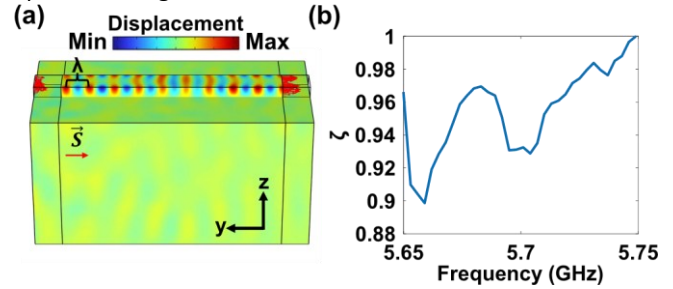 (a)
Displacement
Min Max
λ
S
z
y
(b)
1
0.98
0.96
0.94
0.92
0.9
0.88
ζ
5.65 5.7 5.75
Frequency (GHz)